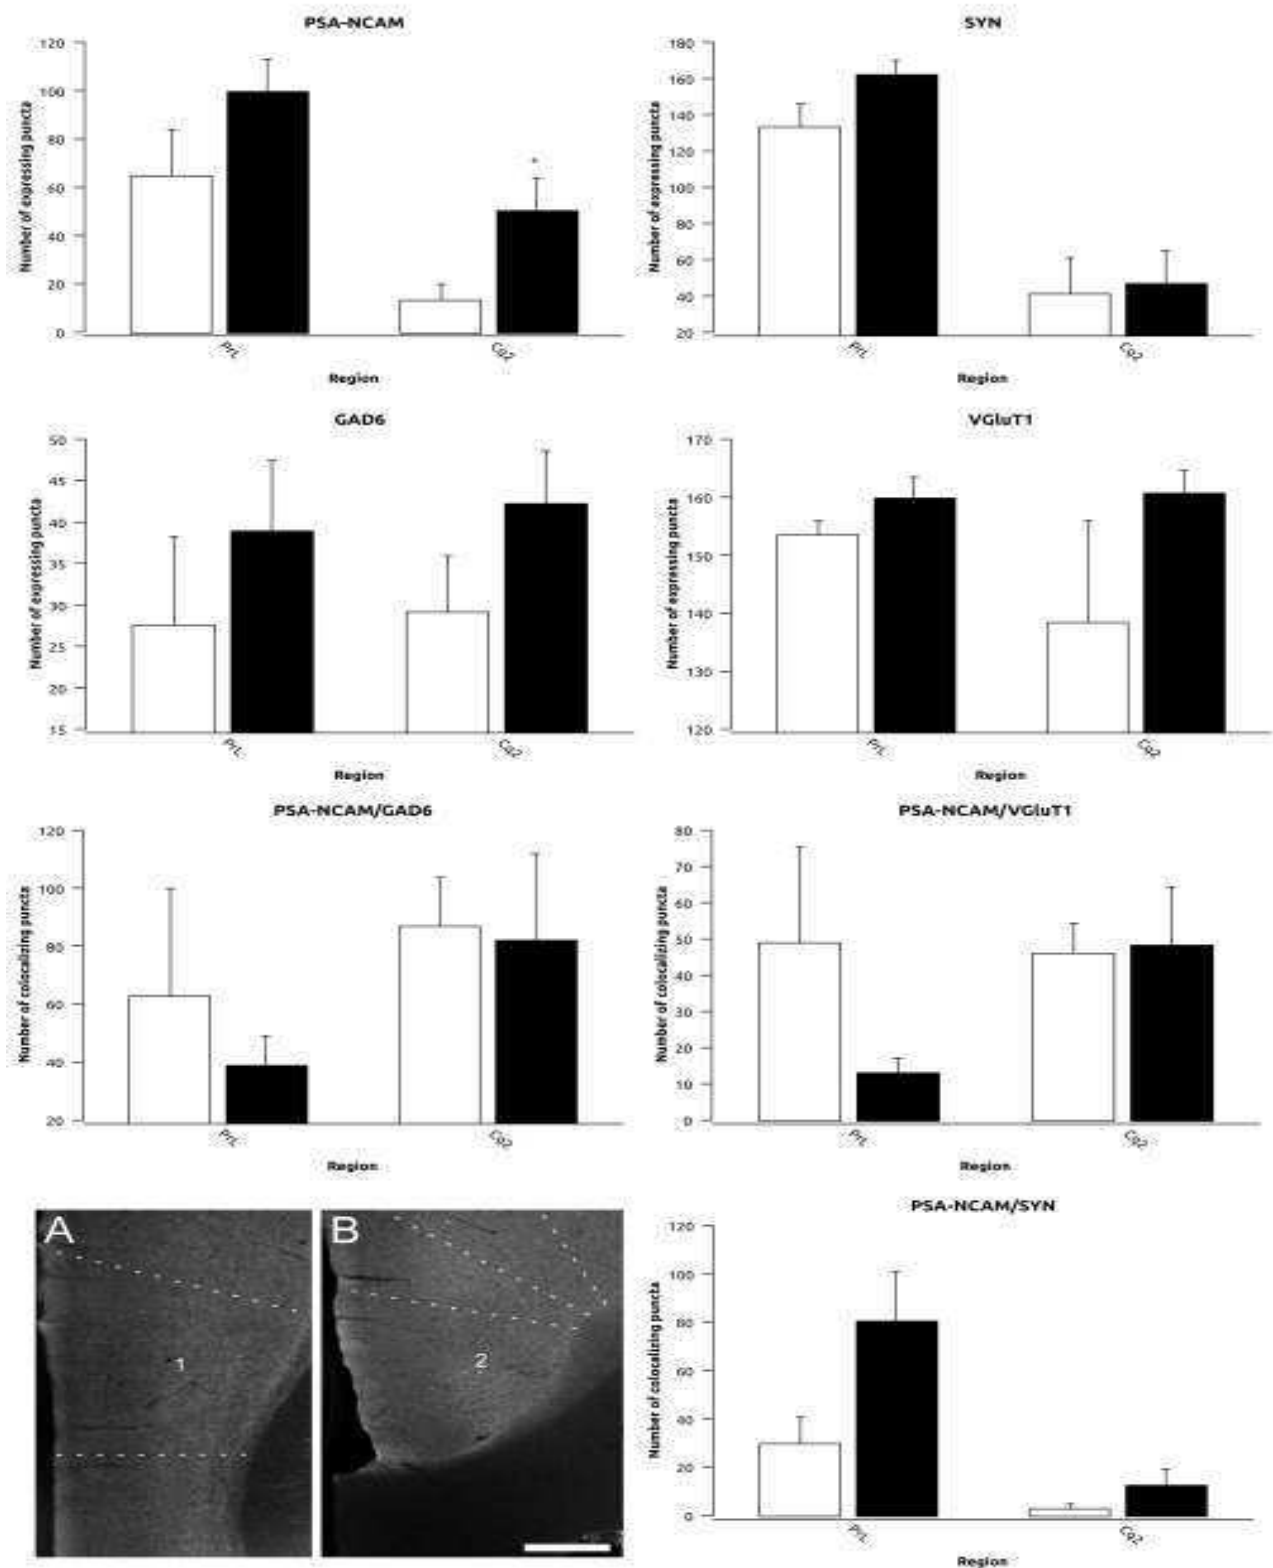 PSA-NCAM
120
100
80
60
40
20
0
Number of expressing puncta
*
PrL
Cg2
Region
SYN
180
160
140
120
100
80
60
40
20
Number of expressing puncta
PrL
Cg2
Region
GAD6
50
45
40
35
30
25
20
15
Number of expressing puncta
PrL
Cg2
Region
VGluT1
170
160
150
140
130
120
Number of expressing puncta
PrL
Cg2
Region
PSA-NCAM/GAD6
120
100
80
60
40
20
Number of colocalizing puncta
PrL
Cg2
Region
PSA-NCAM/VGluT1
80
70
60
50
40
30
20
10
0
Number of colocalizing puncta
PrL
Cg2
Region
A
1
B
2
PSA-NCAM/SYN
120
100
80
60
40
20
0
Number of colocalizing puncta
PrL
Cg2
Region